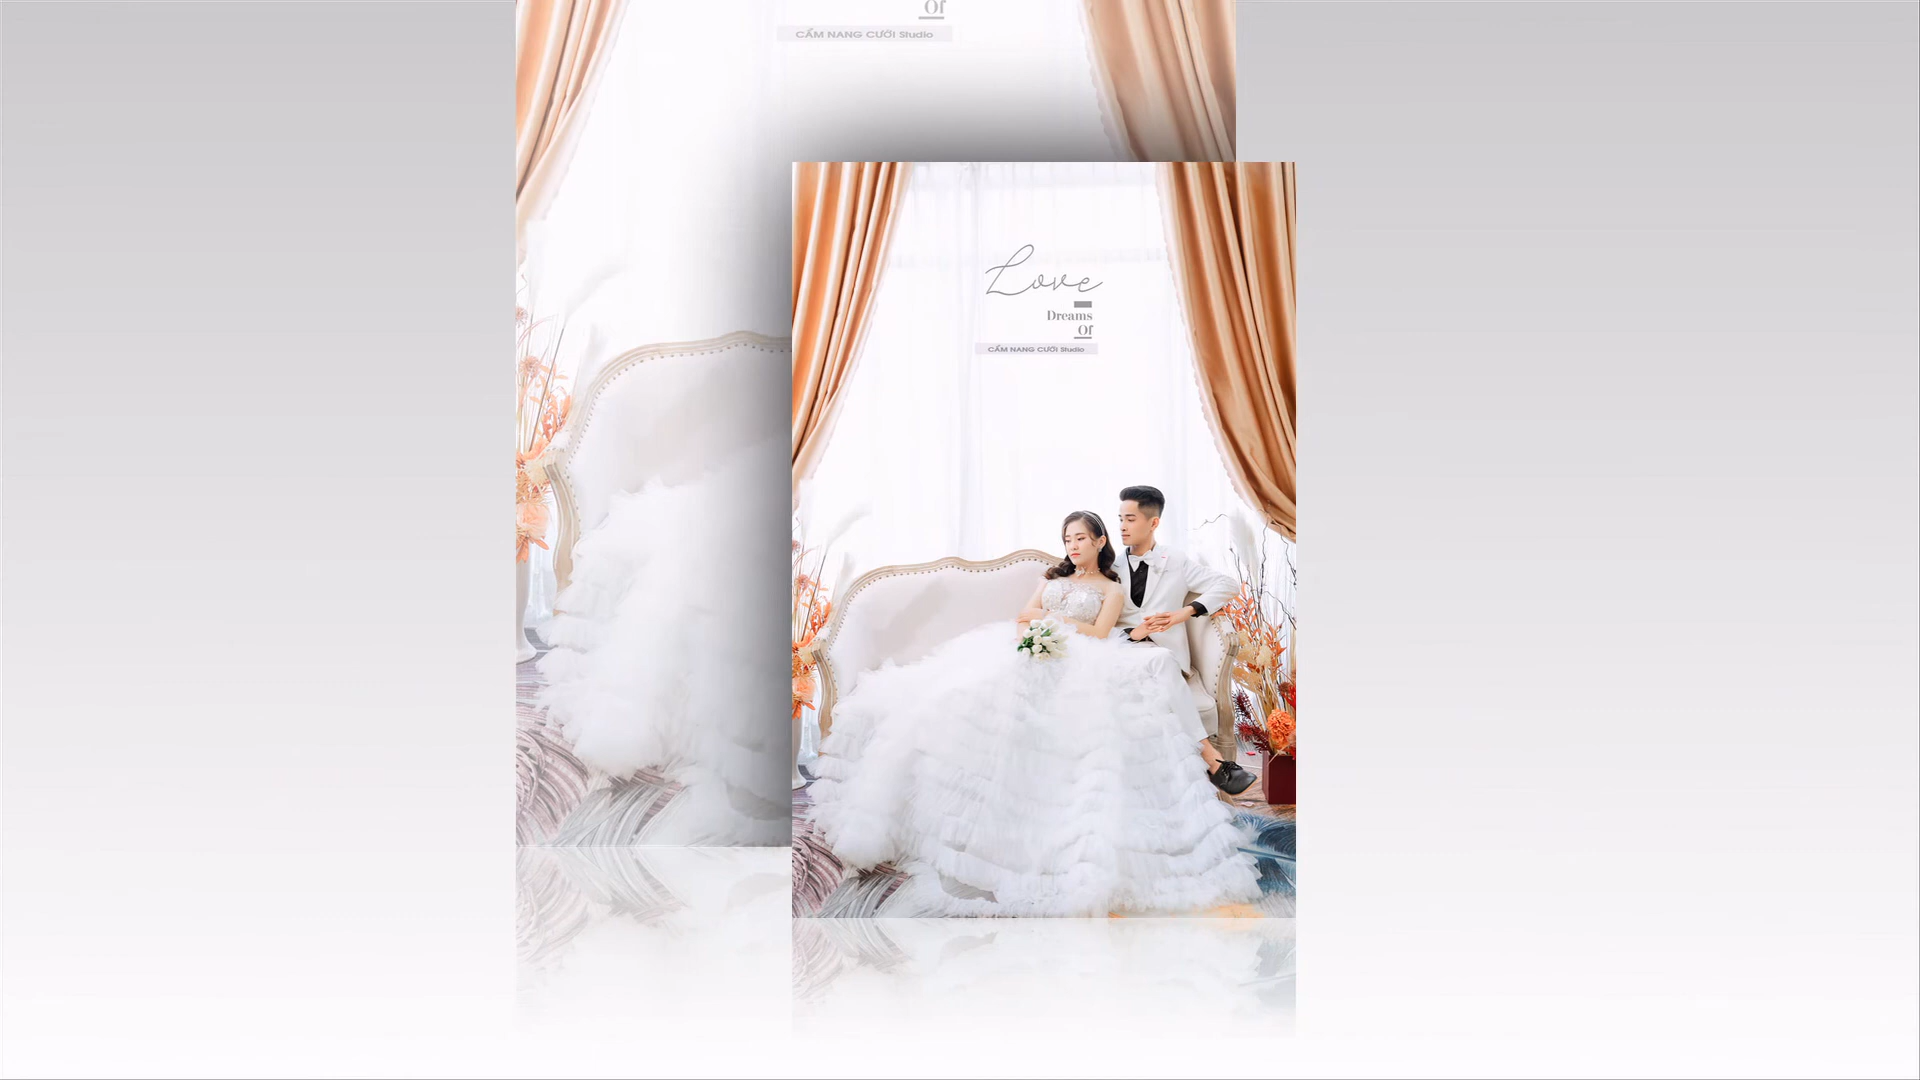 Of
CẨM NANG CƯỚI Studio
Love
Dreams
Of
CẨM NANG CƯỚI Studio